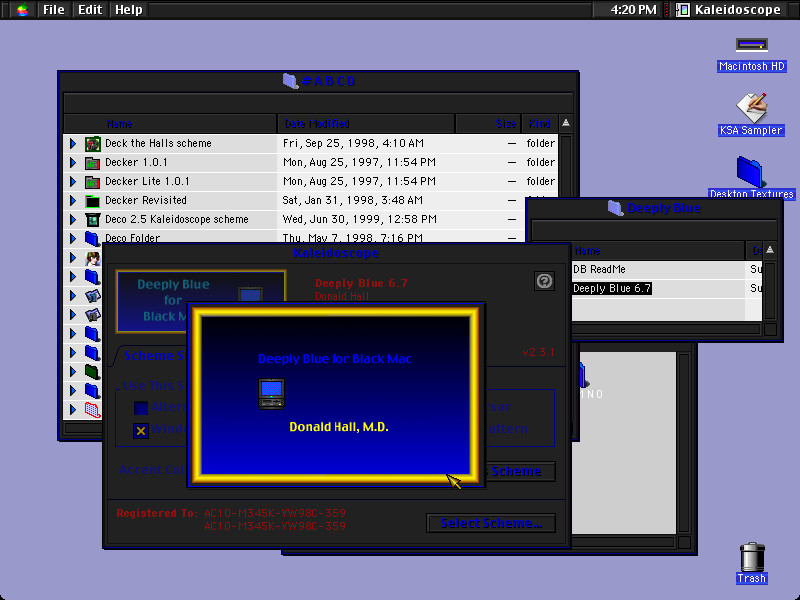 File Edit Help
4:20 PM
Kaleidoscope
Macintosh HD
KSA Sampler
Desktop Textures
#ABCD
Name Date Modified Size Kind
Deck the Halls scheme Fri, Sep 25, 1998, 4:10 AM — folder
Decker 1.0.1 Mon, Aug 25, 1997, 11:54 PM — folder
Decker Lite 1.0.1 Mon, Aug 25, 1997, 11:54 PM — folder
Decker Revisited Sat, Jan 31, 1998, 3:48 AM — folder
Deco 2.5 Kaleidoscope scheme Wed, Jun 30, 1999, 12:58 PM —
Deco Folder Thu, May 7, 1998, 7:16 PM —
Deeply Blue
Name
DB ReadMe Su
Deeply Blue 6.7 Su
Kaleidoscope
Deeply Blue
for
Black M
Deeply Blue 6.7
Donald Hall
v2.3.1
Scheme S
Use this S
Scheme
Deeply Blue for Black Mac
Donald Hall, M.D.
Registered To: AC10-M345K-YW98C-359
AC10-M345K-YW98C-359
Select Scheme...
Trash